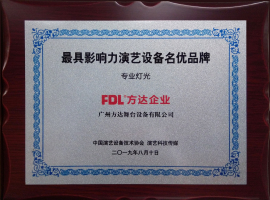 最具影响力演艺设备名优品牌
专业灯光
FDL 方达企业
广州方达舞台设备有限公司
中国演艺设备技术协会 演艺科技传媒
二〇一九年八月十日